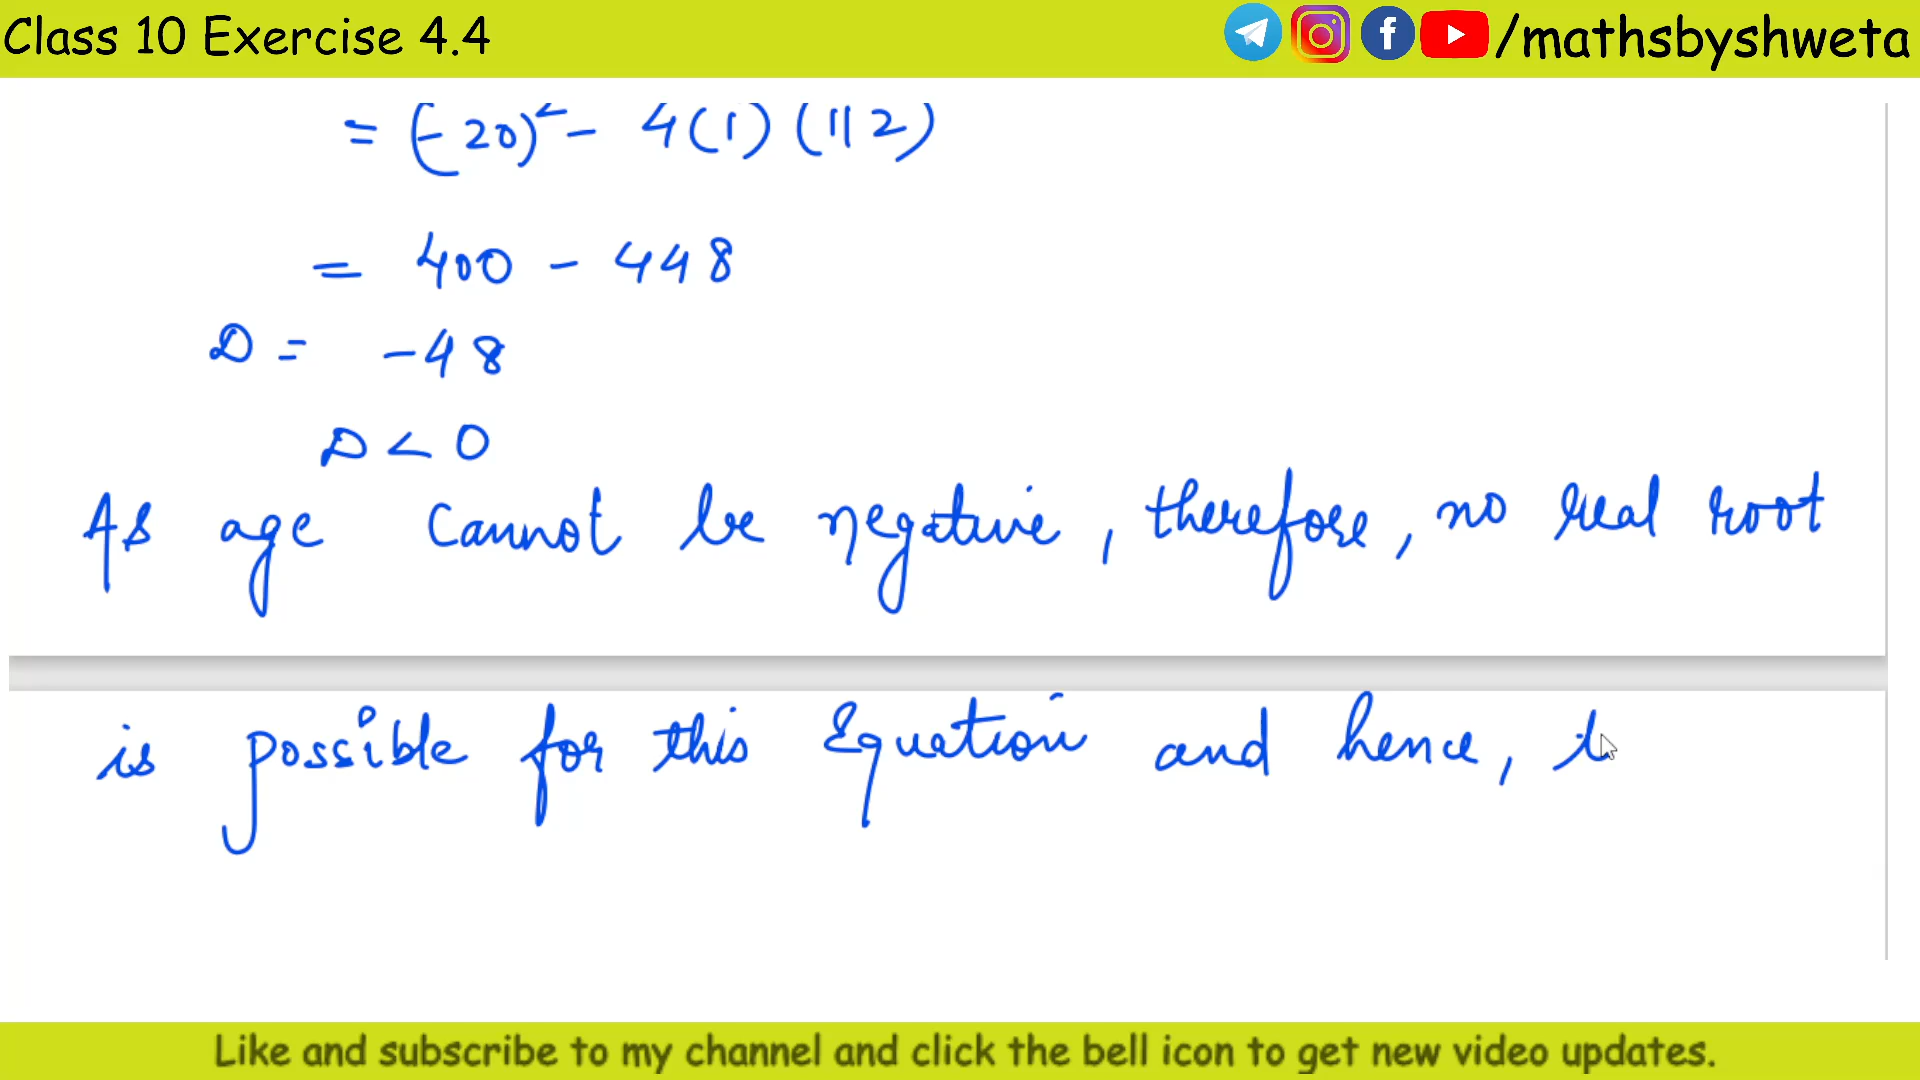 Class 10 Exercise 4.4
/mathsbyshweta
= (-20)² - 4(1)(112)
= 400 - 448
D = -48
D < 0
As age cannot be negative, therefore, no real root
is possible for this Equation and hence,
Like and subscribe to my channel and click the bell icon to get new video updates.